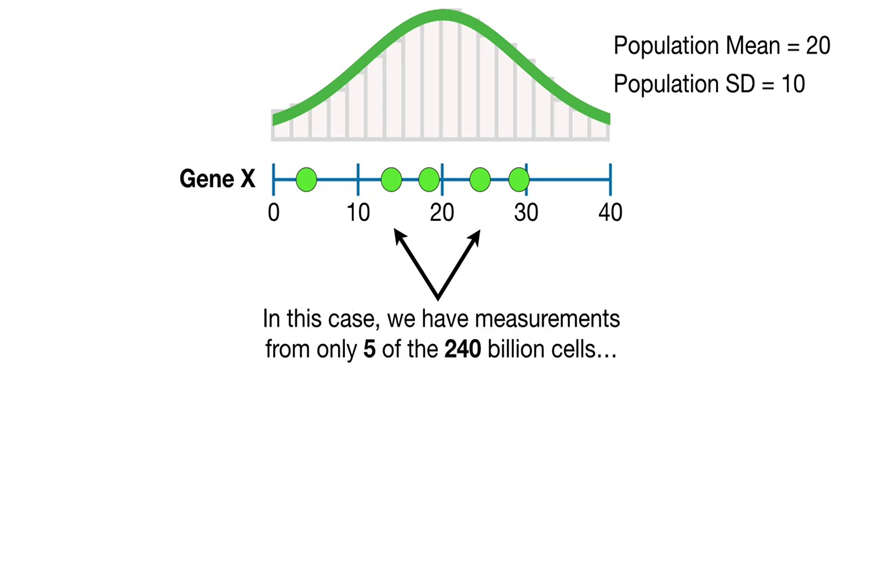 Population Mean = 20
Population SD = 10
Gene X
0 10 20 30 40
In this case, we have measurements
from only 5 of the 240 billion cells…